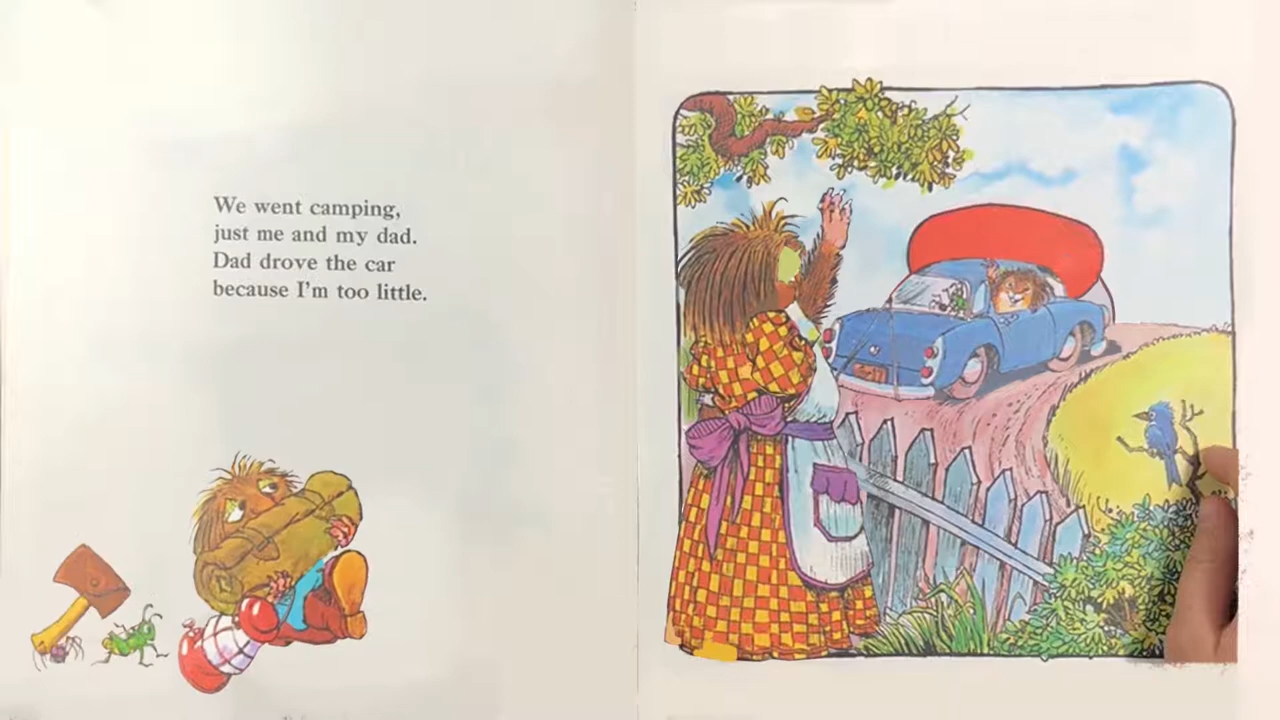 We went camping,
just me and my dad.
Dad drove the car
because I'm too little.